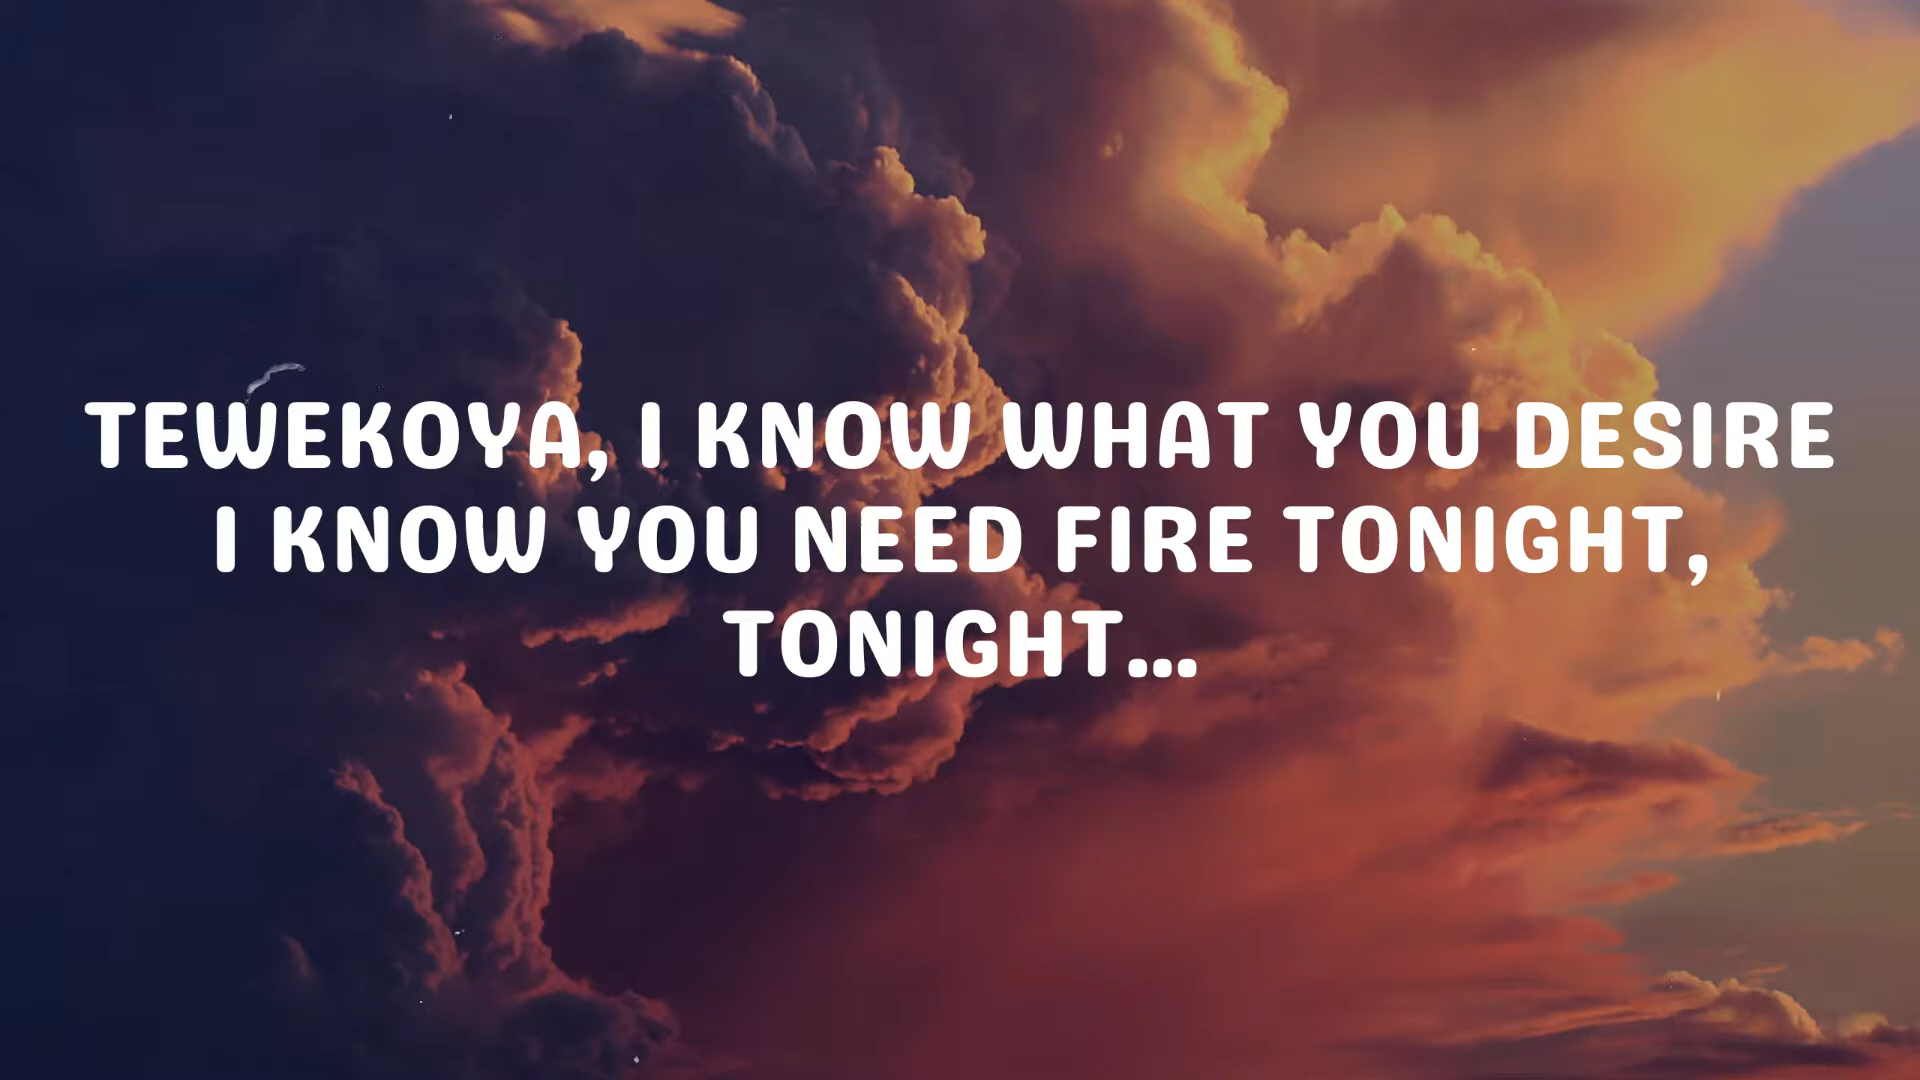 TEWEKOYA, I KNOW WHAT YOU DESIRE
I KNOW YOU NEED FIRE TONIGHT,
TONIGHT...